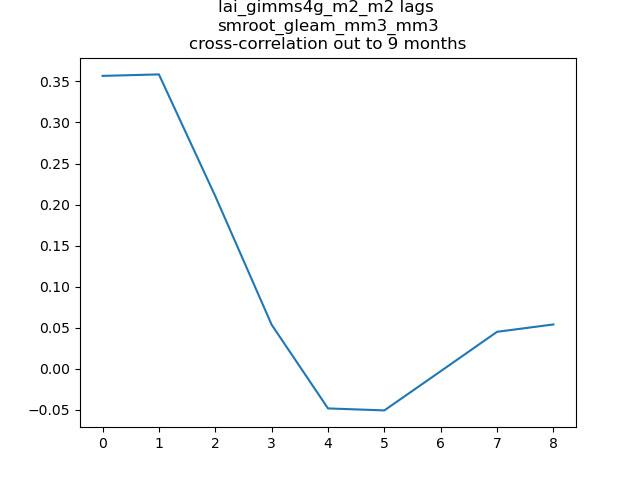 lai_gimms4g_m2_m2 lags
smroot_gleam_mm3_mm3
cross-correlation out to 9 months
0.35
0.30
0.25
0.20
0.15
0.10
0.05
0.00
−0.05
0 1 2 3 4 5 6 7 8